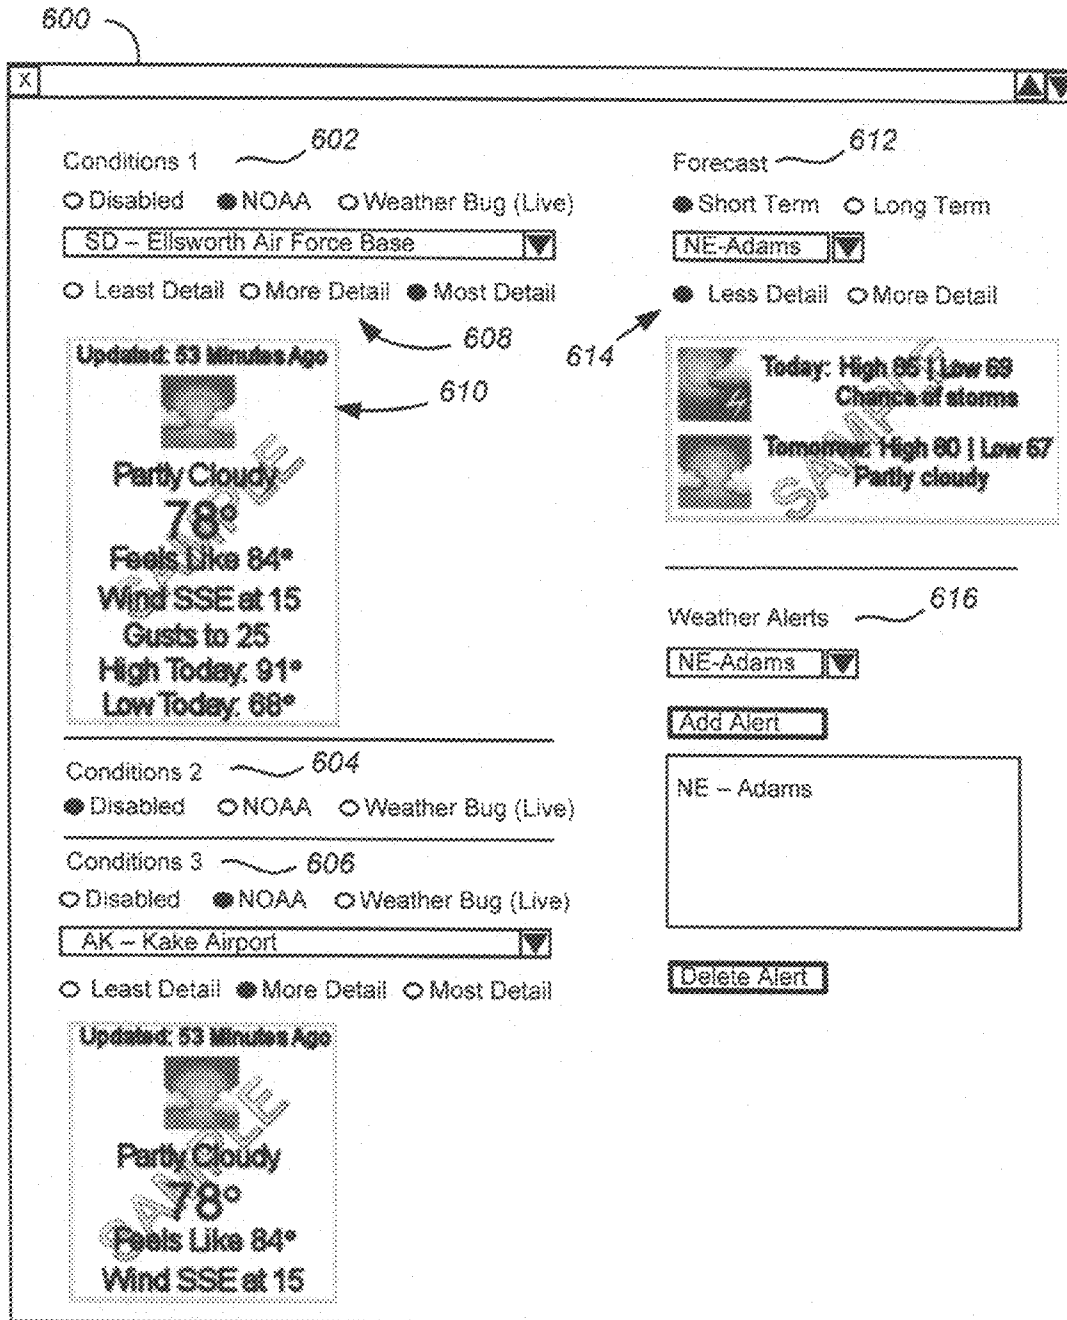 600
X
Conditions 1
602
Disabled NOAA Weather Bug (Live)
SD – Ellsworth Air Force Base
Least Detail More Detail Most Detail
608
Updated: 53 Minutes Ago
610
Partly Cloudy
78°
Feels Like 84°
Wind SSE at 15
Gusts to 25
High Today: 91°
Low Today: 68°
SAMPLE
Conditions 2
604
Disabled NOAA Weather Bug (Live)
Conditions 3
606
Disabled NOAA Weather Bug (Live)
AK – Kake Airport
Least Detail More Detail Most Detail
Updated: 53 Minutes Ago
Partly Cloudy
78°
Feels Like 84°
Wind SSE at 15
SAMPLE
Forecast
612
Short Term Long Term
NE-Adams
Less Detail More Detail
614
Today: High 85 | Low 69
Chance of storms
Tomorrow: High 80 | Low 67
Partly cloudy
SAMPLE
Weather Alerts
616
NE-Adams
Add Alert
NE – Adams
Delete Alert